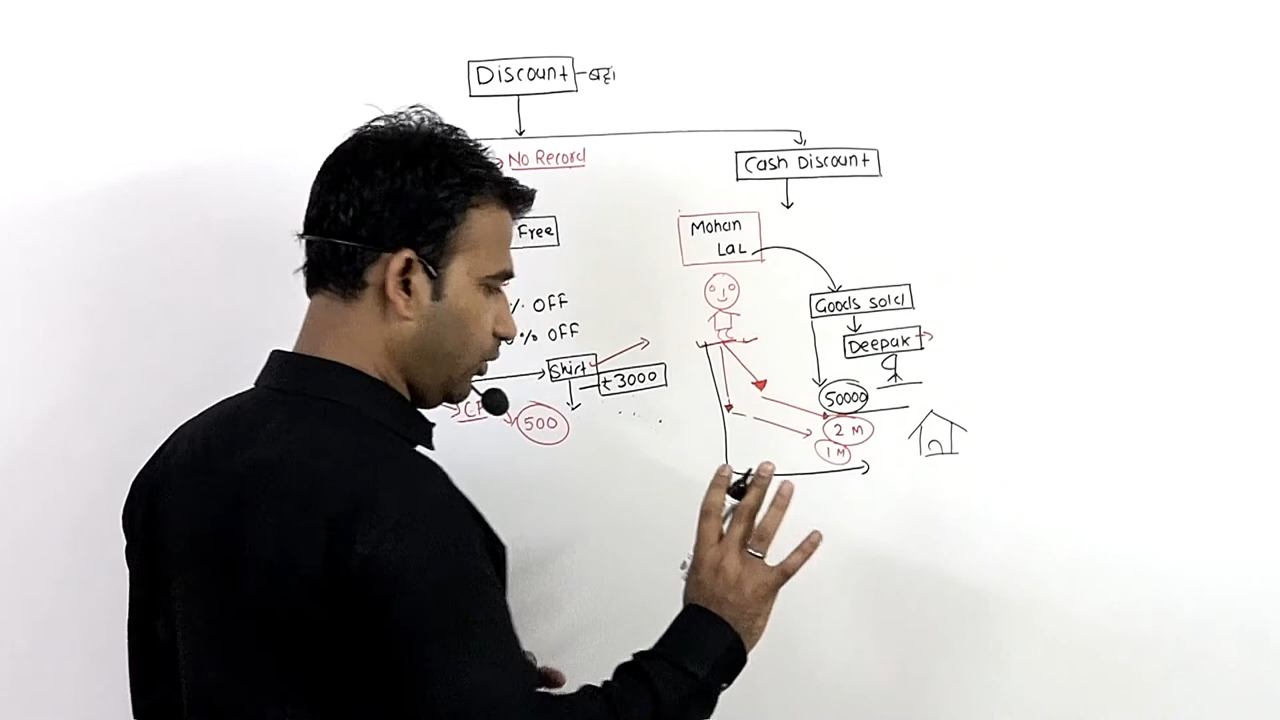 Discount - बट्टा
No Record
Cash Discount
Free
Mohan
Lal
% OFF
% OFF
Goods sold
Deepak
Shirt
₹3000
50000
500
2 M
1 M